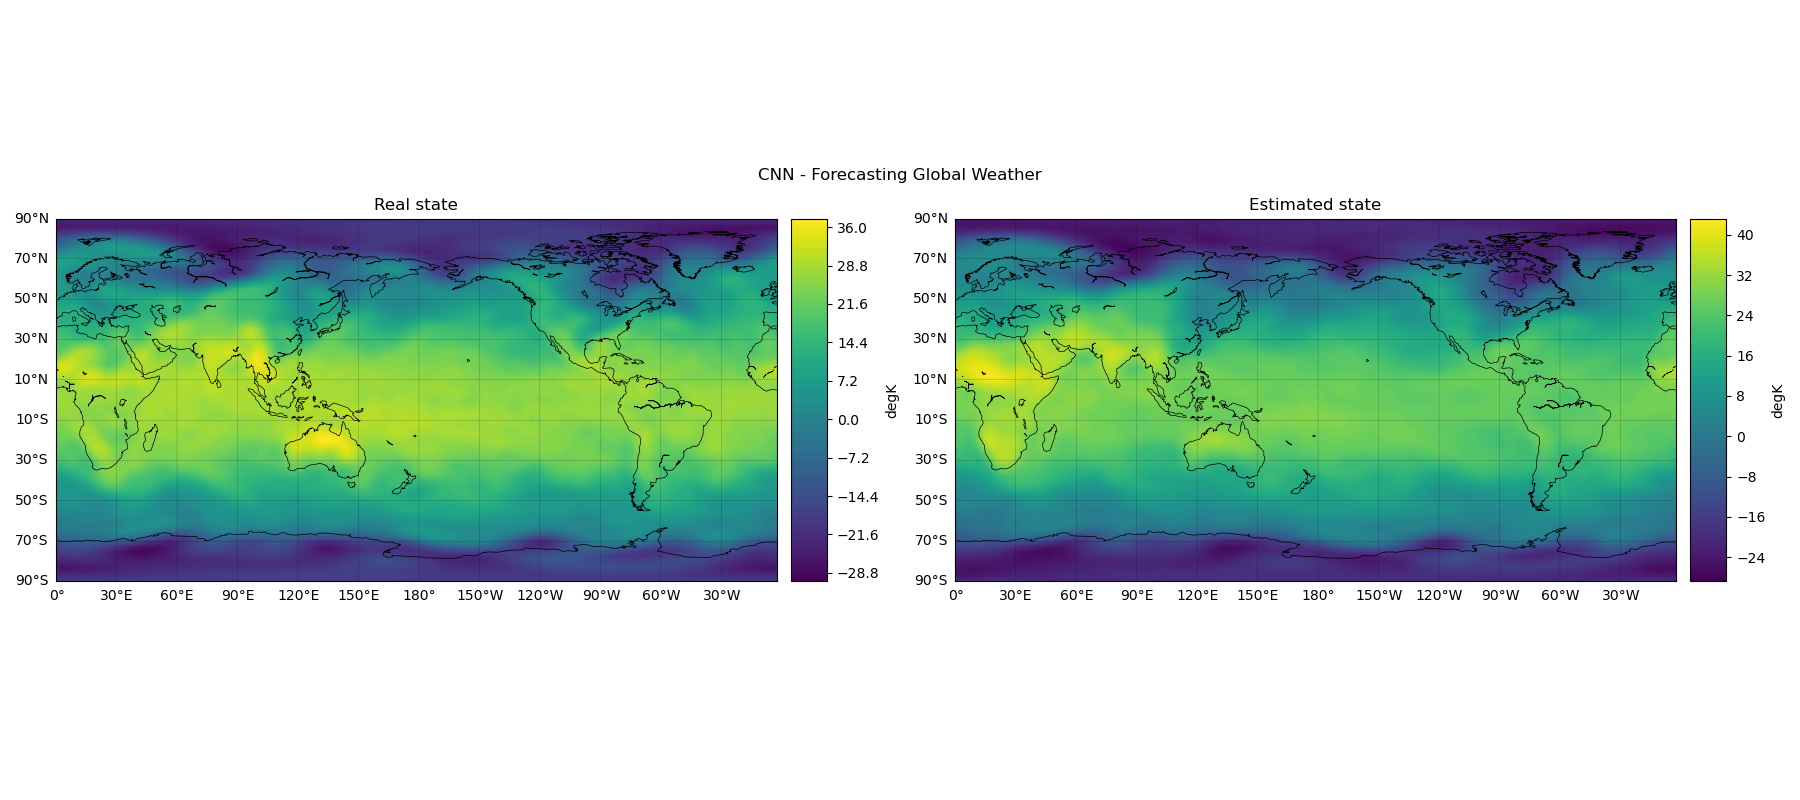 CNN - Forecasting Global Weather
Real state
90°N
70°N
50°N
30°N
10°N
10°S
30°S
50°S
70°S
90°S
0° 30°E 60°E 90°E 120°E 150°E 180° 150°W 120°W 90°W 60°W 30°W
36.0
28.8
21.6
14.4
7.2
0.0
−7.2
−14.4
−21.6
−28.8
degK
Estimated state
90°N
70°N
50°N
30°N
10°N
10°S
30°S
50°S
70°S
90°S
0° 30°E 60°E 90°E 120°E 150°E 180° 150°W 120°W 90°W 60°W 30°W
40
32
24
16
8
0
−8
−16
−24
degK